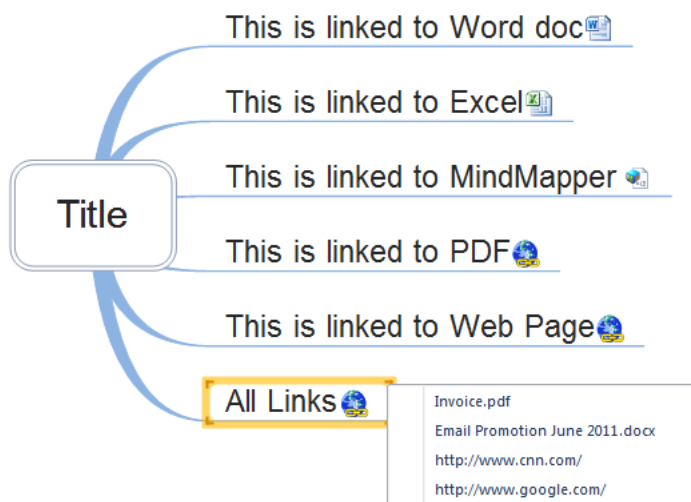 This is linked to Word doc
This is linked to Excel
This is linked to MindMapper
Title
This is linked to PDF
This is linked to Web Page
All Links
Invoice.pdf
Email Promotion June 2011.docx
http://www.cnn.com/
http://www.google.com/